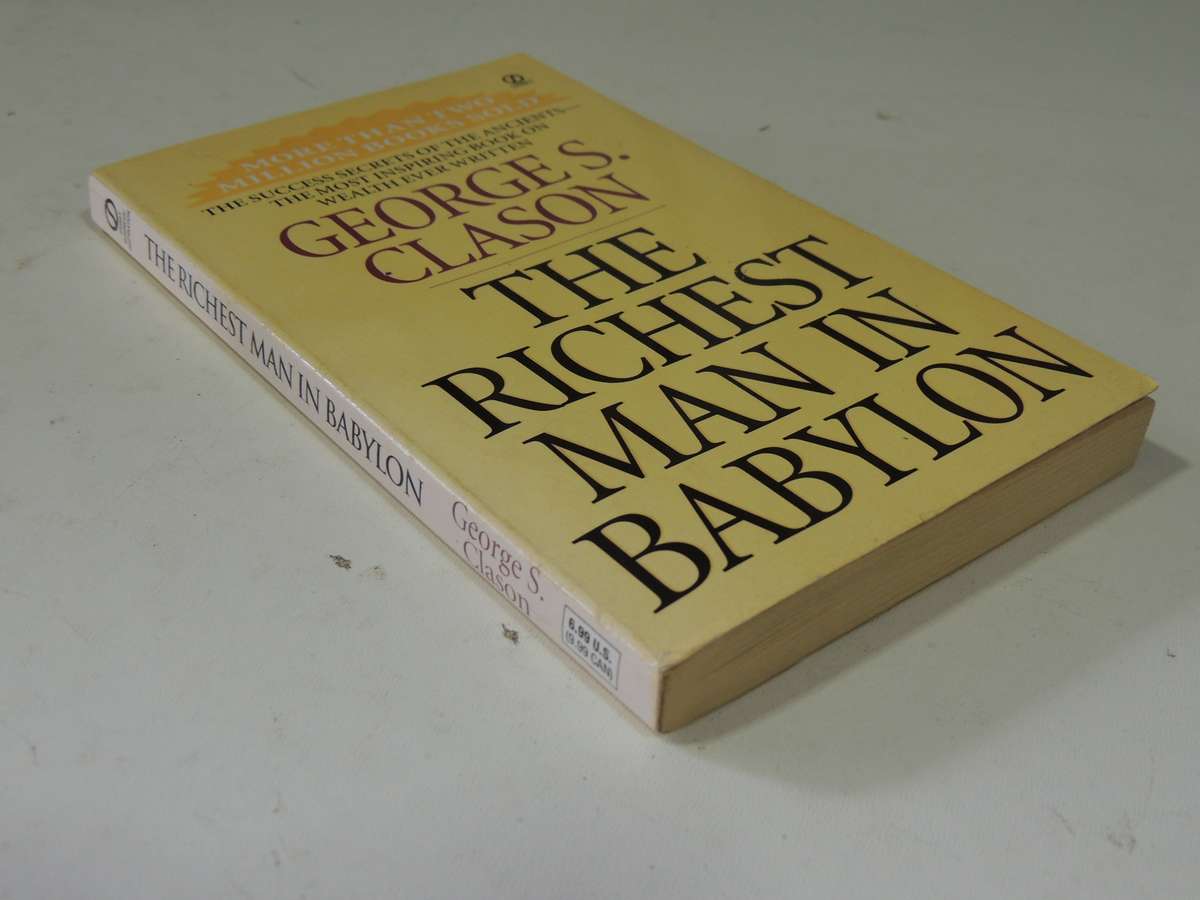 MORE THAN TWO
MILLION BOOKS SOLD
THE SUCCESS SECRETS OF THE ANCIENTS—
THE MOST INSPIRING BOOK ON
WEALTH EVER WRITTEN
GEORGE S.
CLASON
THE
RICHEST
MAN IN
BABYLON
THE RICHEST MAN IN BABYLON
George S.
Clason
6.99 U.S.
(9.99 CAN)